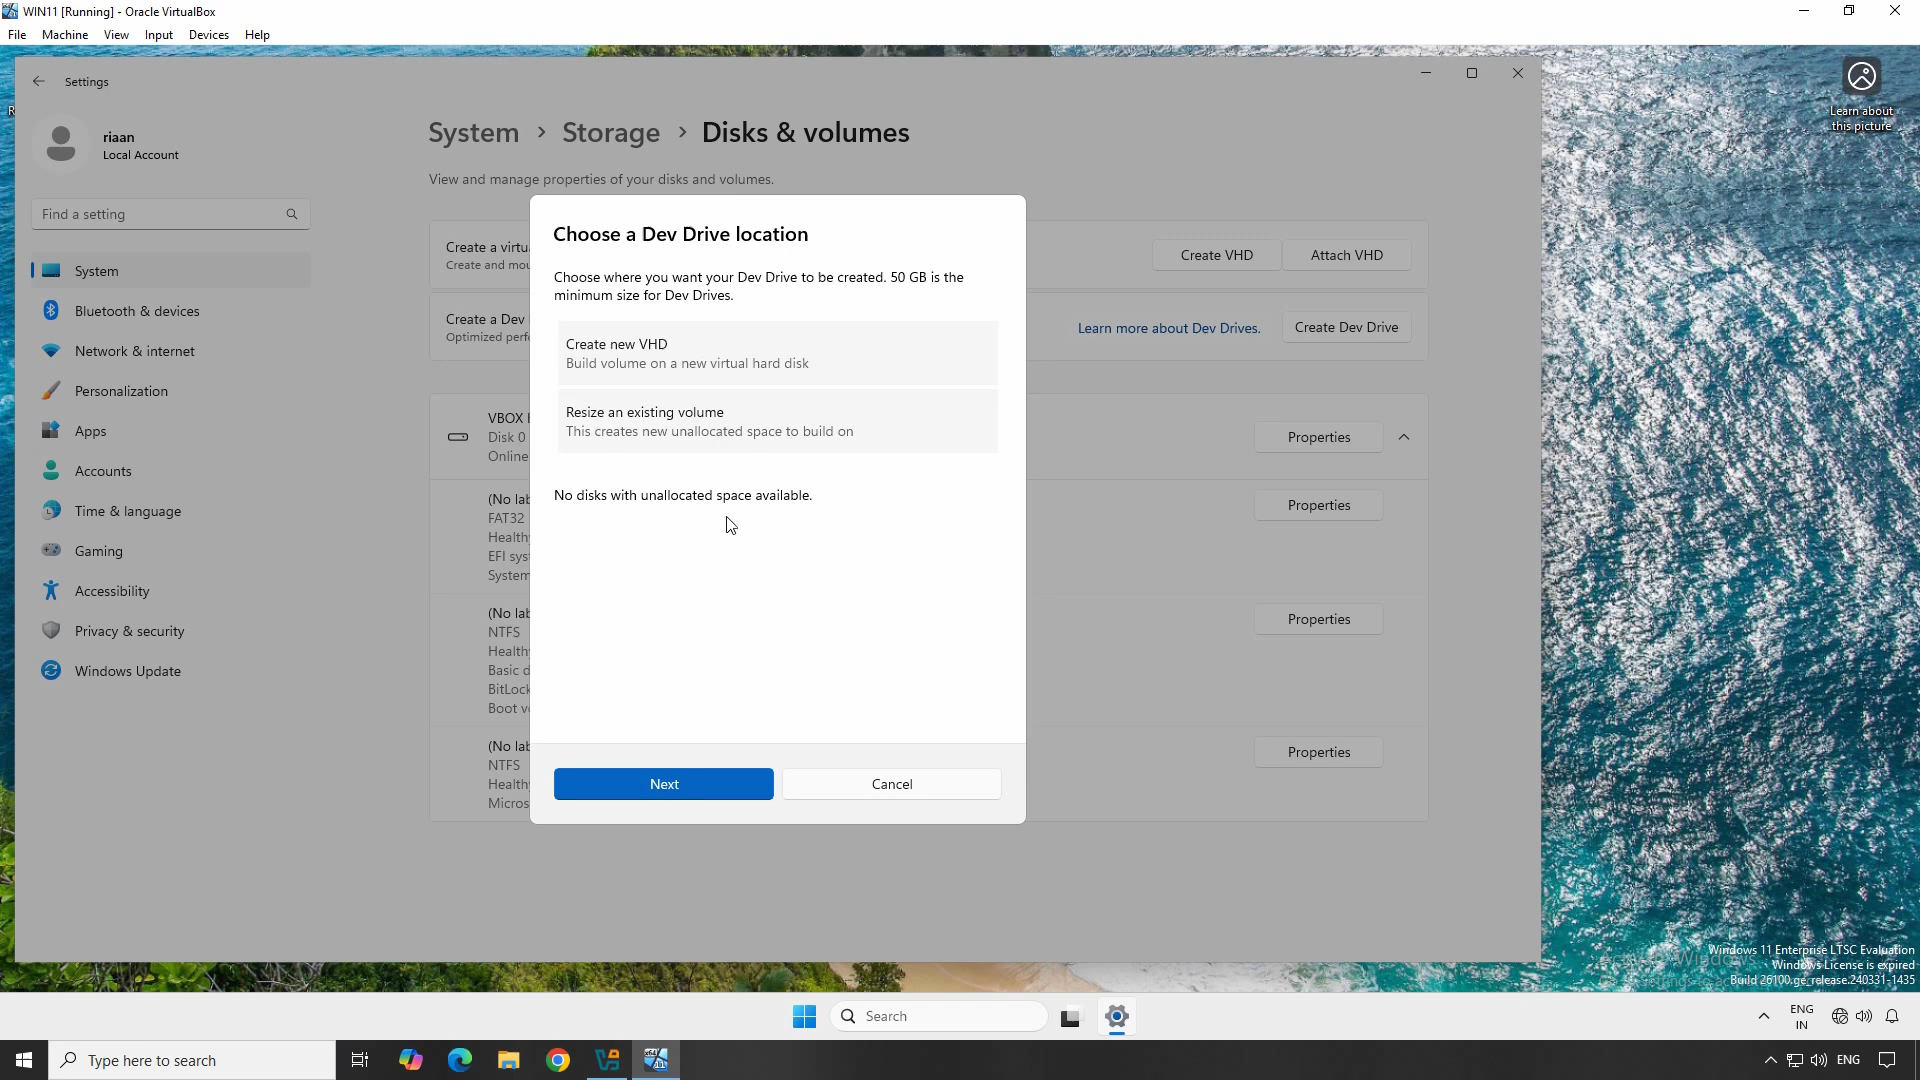 WIN11 [Running] - Oracle VirtualBox
File Machine View Input Devices Help
Settings
riaan
Local Account
Find a setting
System
Bluetooth & devices
Network & internet
Personalization
Apps
Accounts
Time & language
Gaming
Accessibility
Privacy & security
Windows Update
System > Storage > Disks & volumes
View and manage properties of your disks and volumes.
Create a virtu
Create and mou
Create VHD
Attach VHD
Create a Dev
Optimized perf
Learn more about Dev Drives.
Create Dev Drive
VBOX
Disk 0
Online
Properties
(No lab
FAT32
Health
EFI sys
System
Properties
(No lab
NTFS
Health
Basic d
BitLock
Boot v
Properties
(No lab
NTFS
Health
Micros
Properties
Choose a Dev Drive location
Choose where you want your Dev Drive to be created. 50 GB is the
minimum size for Dev Drives.
Create new VHD
Build volume on a new virtual hard disk
Resize an existing volume
This creates new unallocated space to build on
No disks with unallocated space available.
Next
Cancel
Learn about
this picture
Windows 11 Enterprise LTSC Evaluation
Windows License is expired
Build 26100.ge_release.240331-1435
Search
ENG
IN
Type here to search
ENG